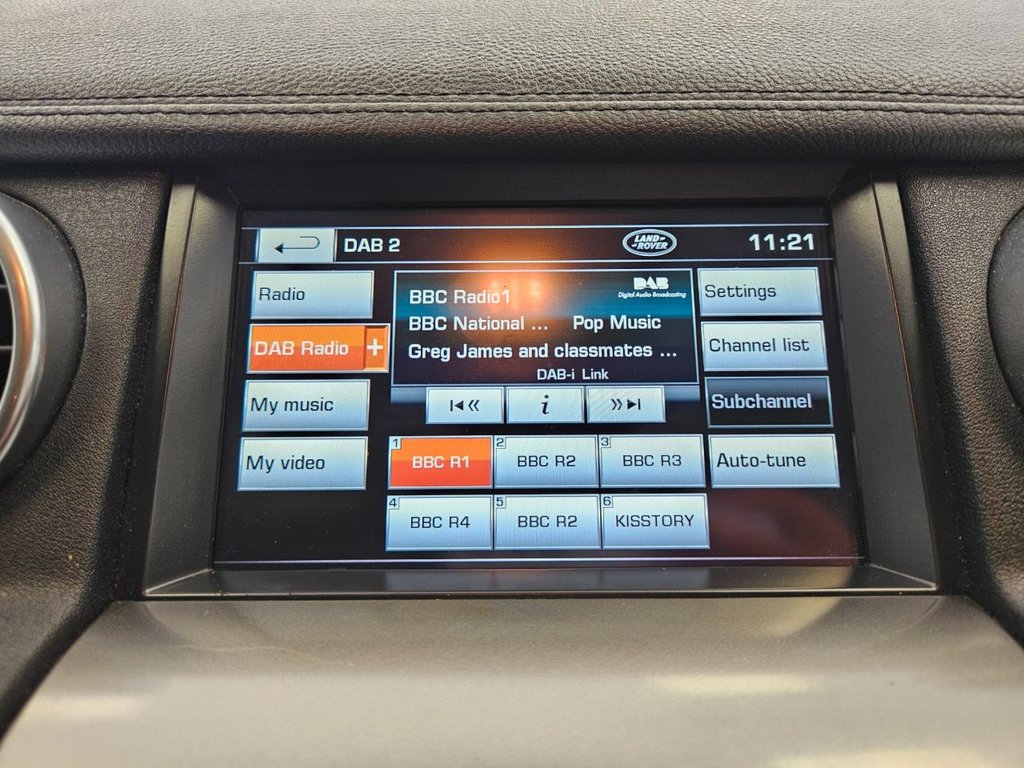 DAB 2
LAND-
-ROVER
11:21
Radio
DAB Radio +
My music
My video
DAB
Digital Audio Broadcasting
BBC Radio1
BBC National ... Pop Music
Greg James and classmates ...
DAB-i Link
i
Settings
Channel list
Subchannel
Auto-tune
1 BBC R1
2 BBC R2
3 BBC R3
4 BBC R4
5 BBC R2
6 KISSTORY